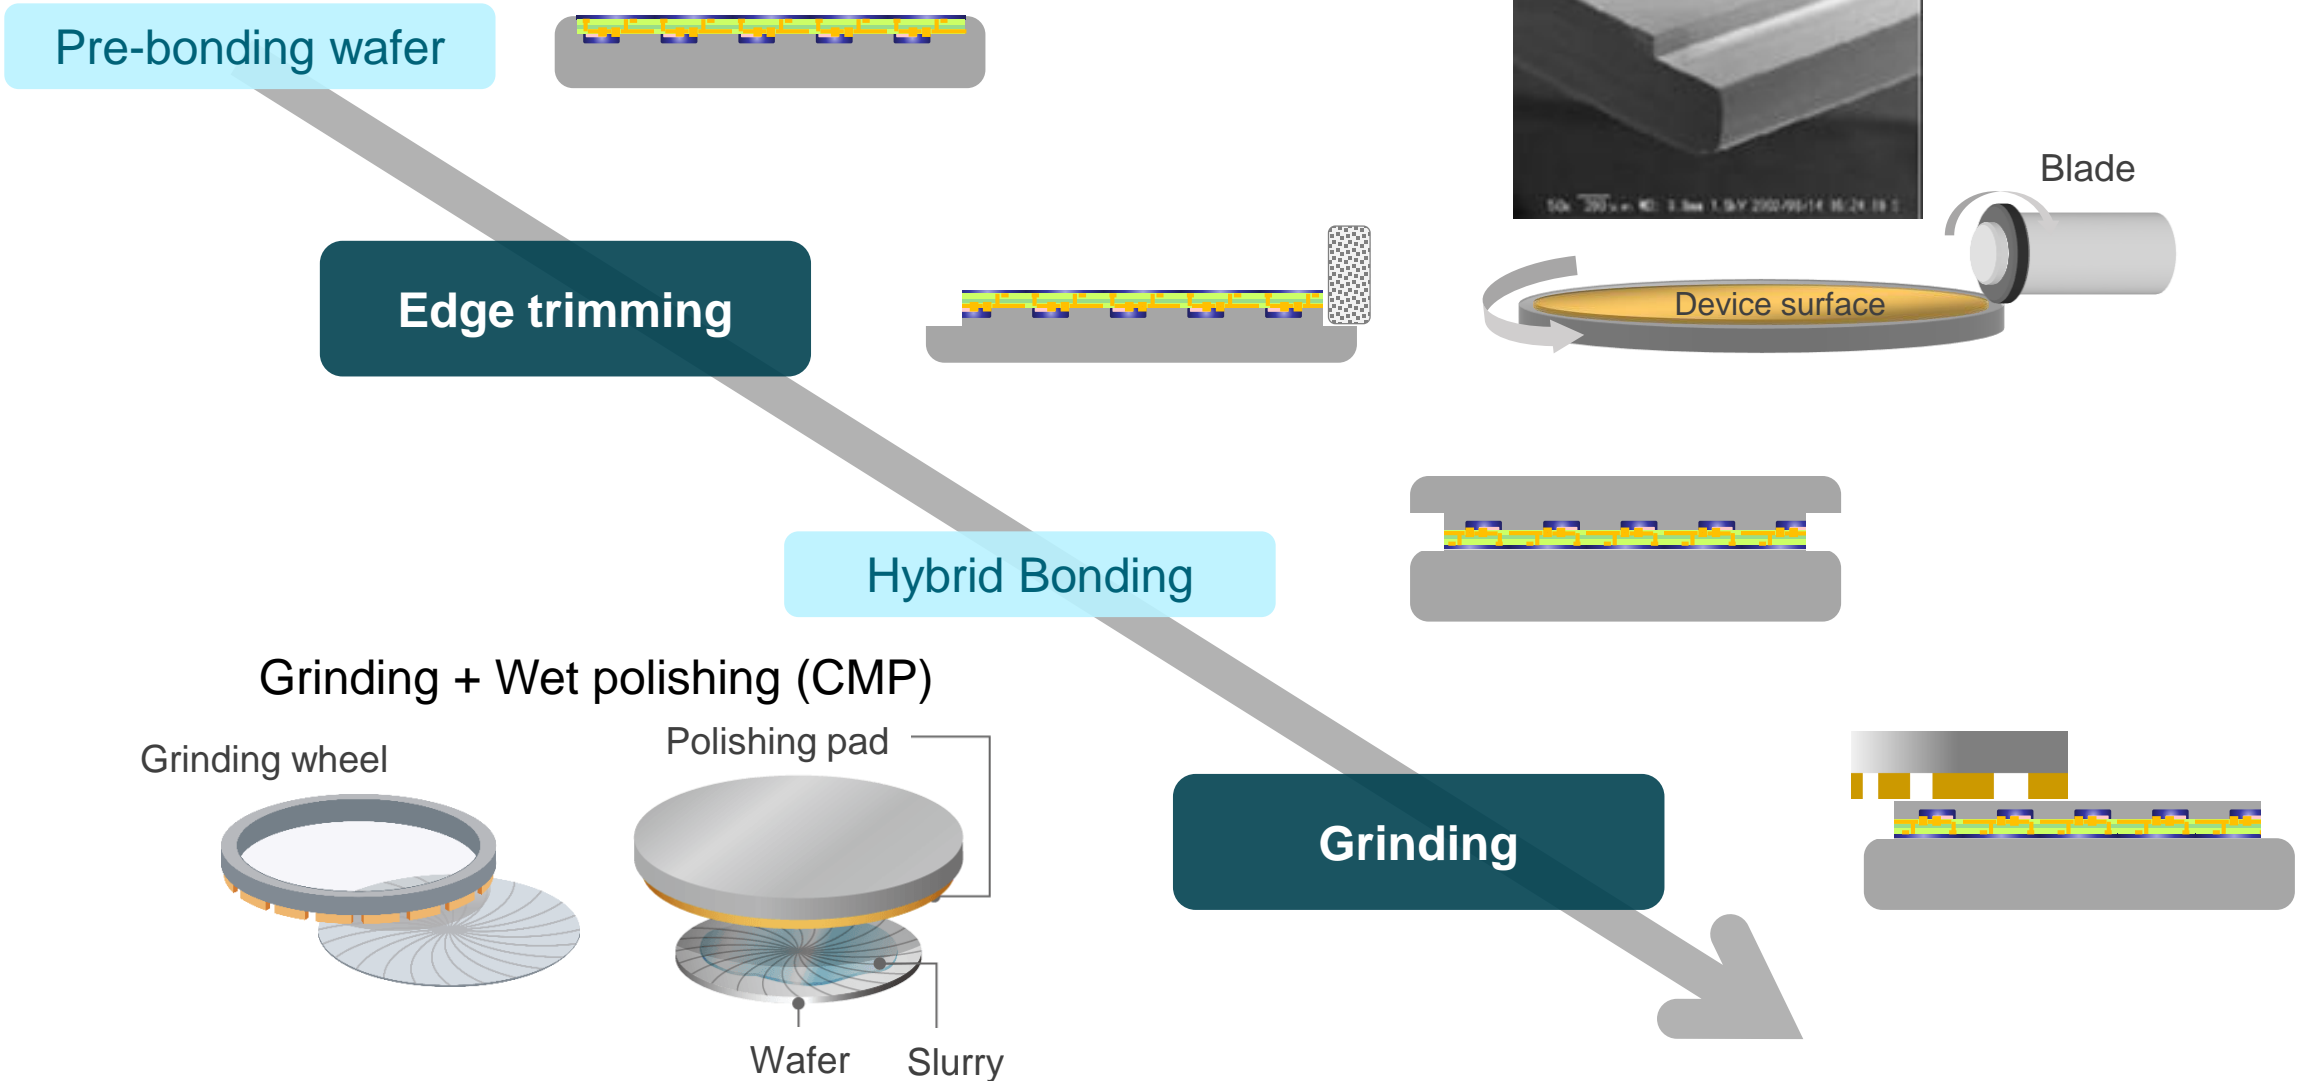 Pre-bonding wafer
Blade
Edge trimming
Device surface
Hybrid Bonding
Grinding + Wet polishing (CMP)
Polishing pad
Grinding wheel
Grinding
Wafer
Slurry